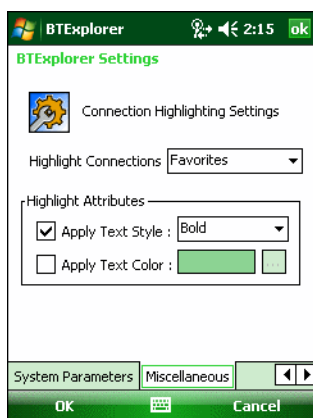 BTExplorer 2:15 ok
BTExplorer Settings
Connection Highlighting Settings
Highlight Connections Favorites
Highlight Attributes
Apply Text Style : Bold
Apply Text Color : ...
System Parameters Miscellaneous
OK Cancel